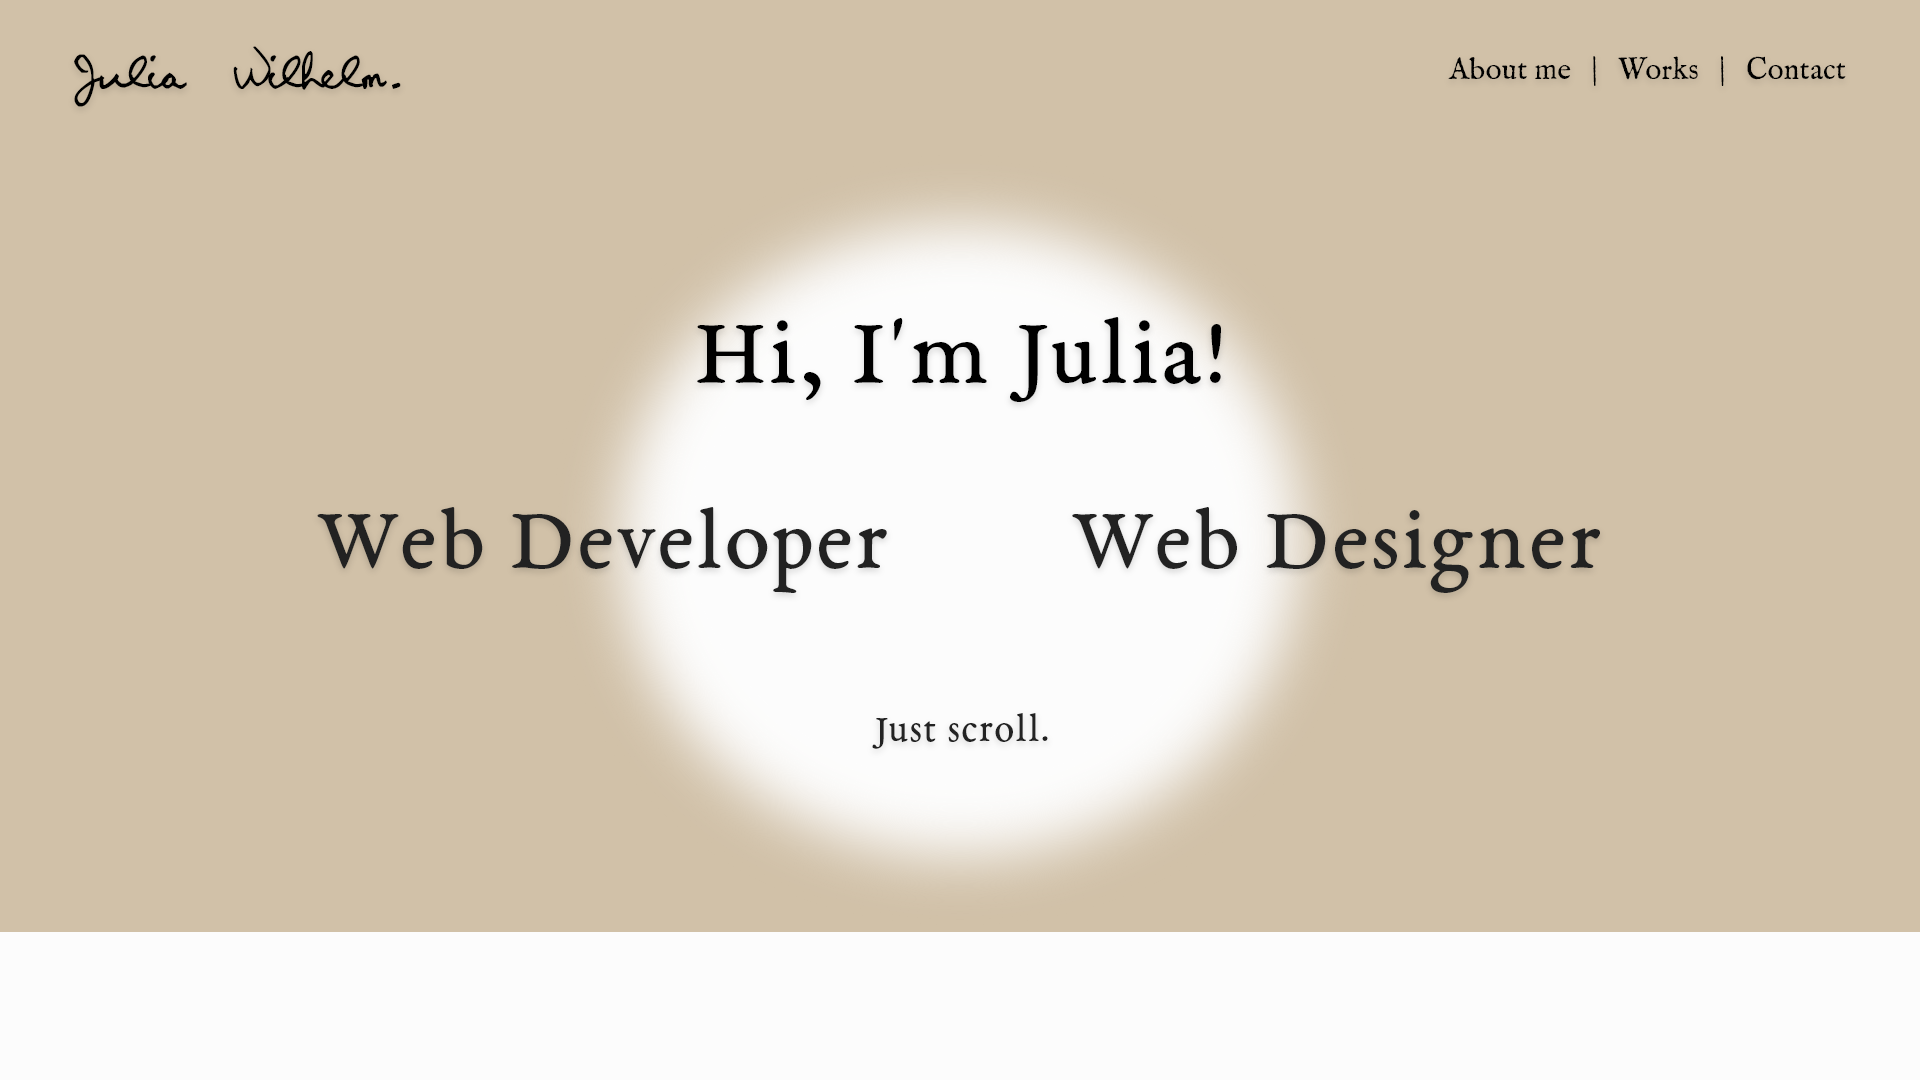 Julia Wilhelm.
About me | Works | Contact
Hi, I'm Julia!
Web Developer
Web Designer
Just scroll.